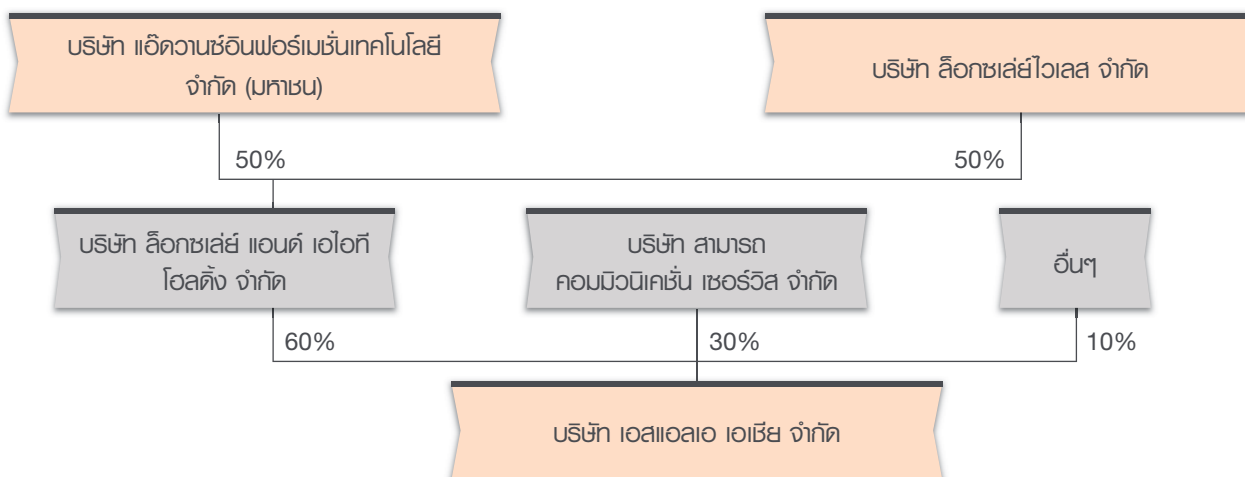 บริษัท แอ็ดวานซ์อินฟอร์เมชั่นเทคโนโลยี
จำกัด (มหาชน)
บริษัท ล็อกซเล่ย์ไวเลส จำกัด
50%
50%
บริษัท ล็อกซเล่ย์ แอนด์ เอไอที
โฮลดิ้ง จำกัด
บริษัท สามารถ
คอมมิวนิเคชั่น เซอร์วิส จำกัด
อื่นๆ
60%
30%
10%
บริษัท เอสแอลเอ เอเชีย จำกัด